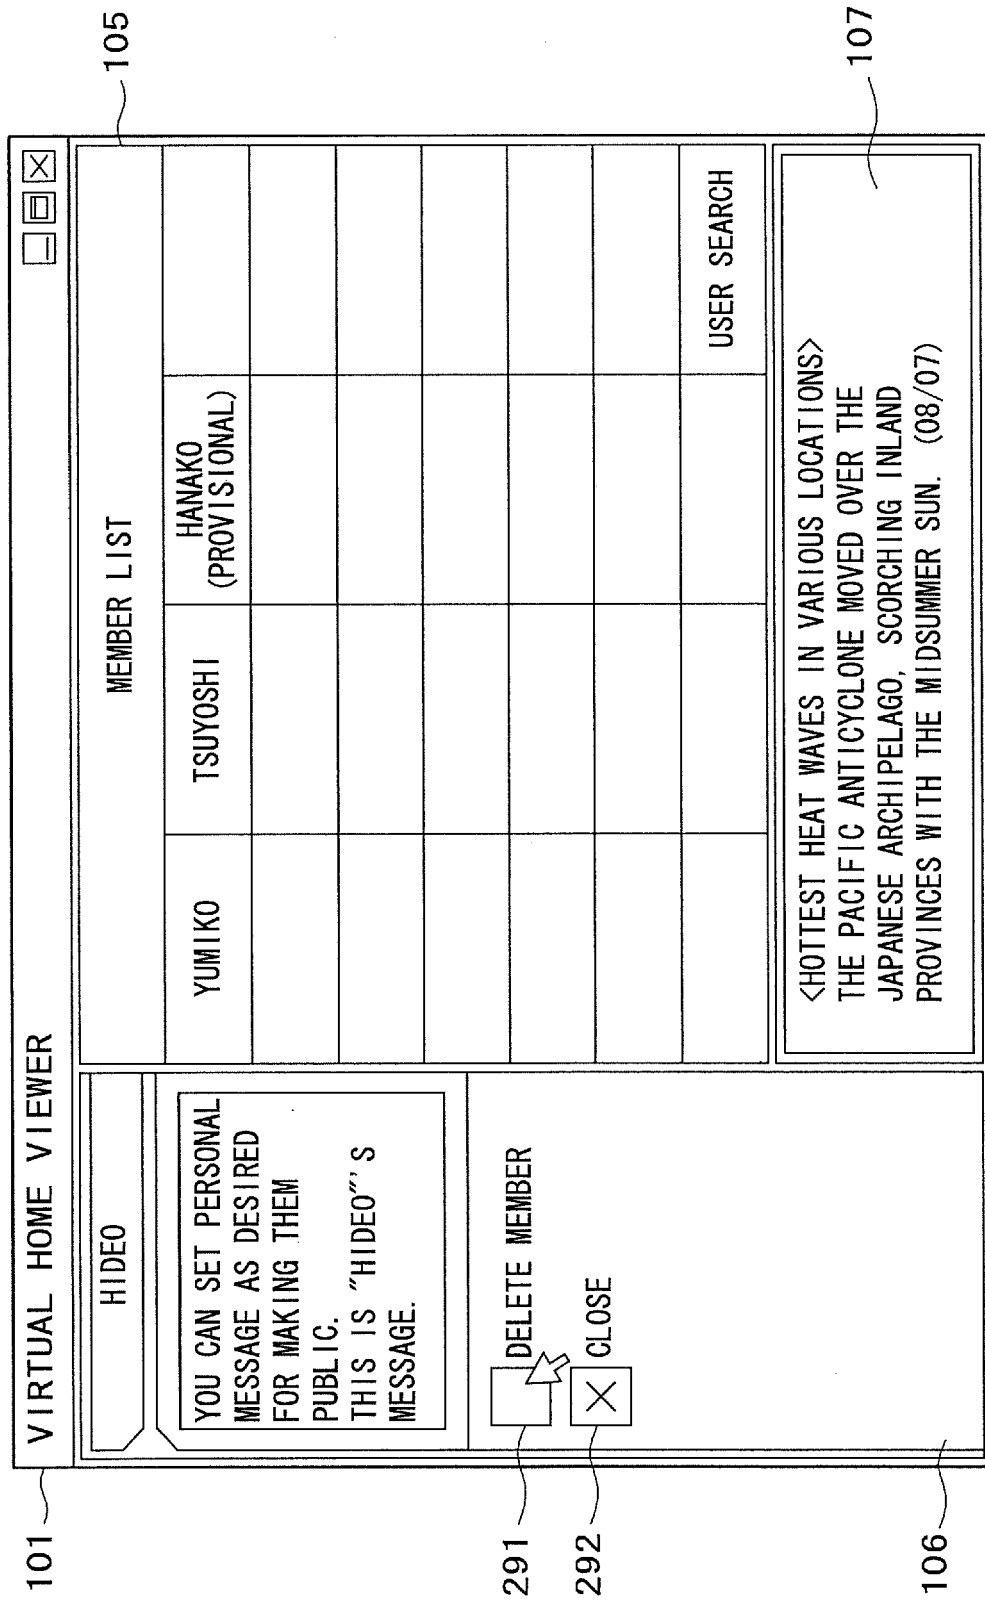 101
VIRTUAL HOME VIEWER
HIDEO
YOU CAN SET PERSONAL
MESSAGE AS DESIRED
FOR MAKING THEM
PUBLIC.
THIS IS "HIDEO"'S
MESSAGE.
291
DELETE MEMBER
292
CLOSE
106
105
MEMBER LIST
YUMIKO
TSUYOSHI
HANAKO
(PROVISIONAL)
USER SEARCH
107
<HOTTEST HEAT WAVES IN VARIOUS LOCATIONS>
THE PACIFIC ANTICYCLONE MOVED OVER THE
JAPANESE ARCHIPELAGO, SCORCHING INLAND
PROVINCES WITH THE MIDSUMMER SUN. (08/07)